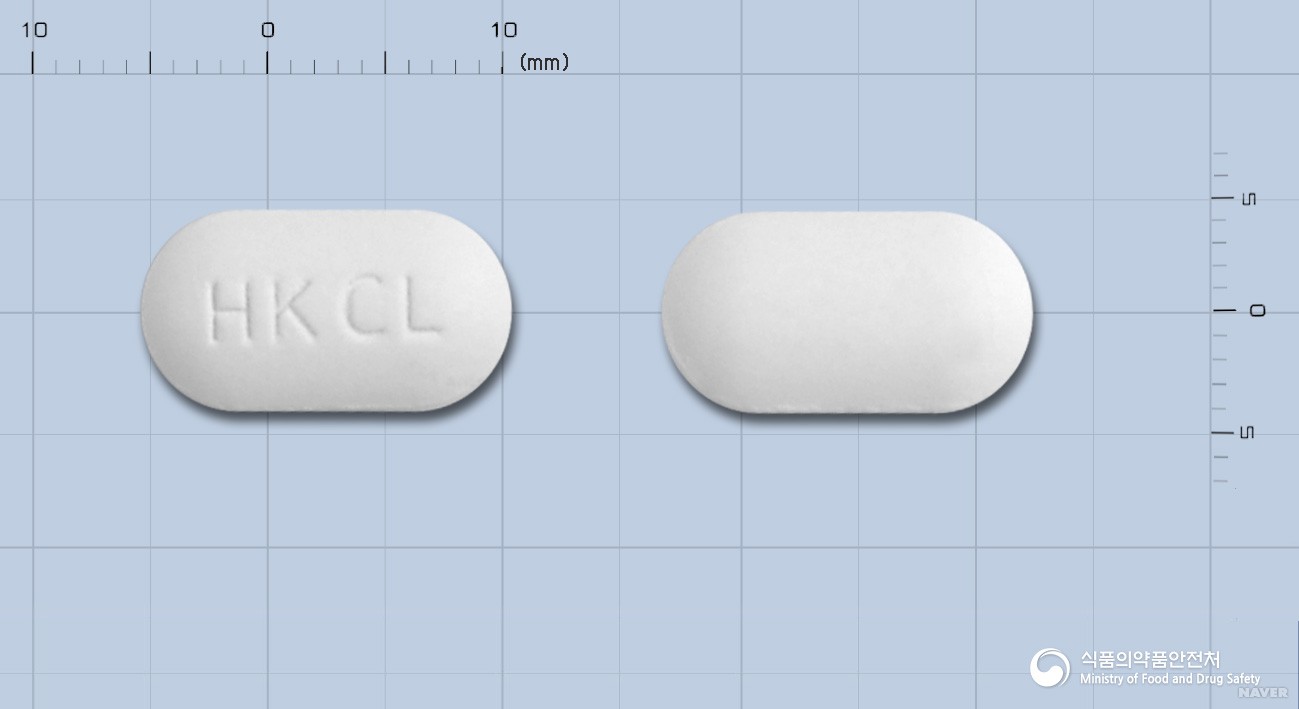 10 0 10
(mm)
HK CL
5
0
5
식품의약품안전처
Ministry of Food and Drug Safety
NAVER